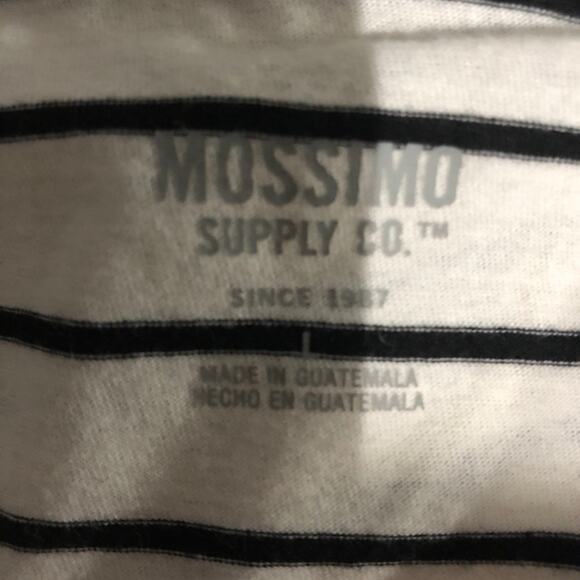 MOSSIMO
SUPPLY CO.™
SINCE 1987
L
MADE IN GUATEMALA
HECHO EN GUATEMALA